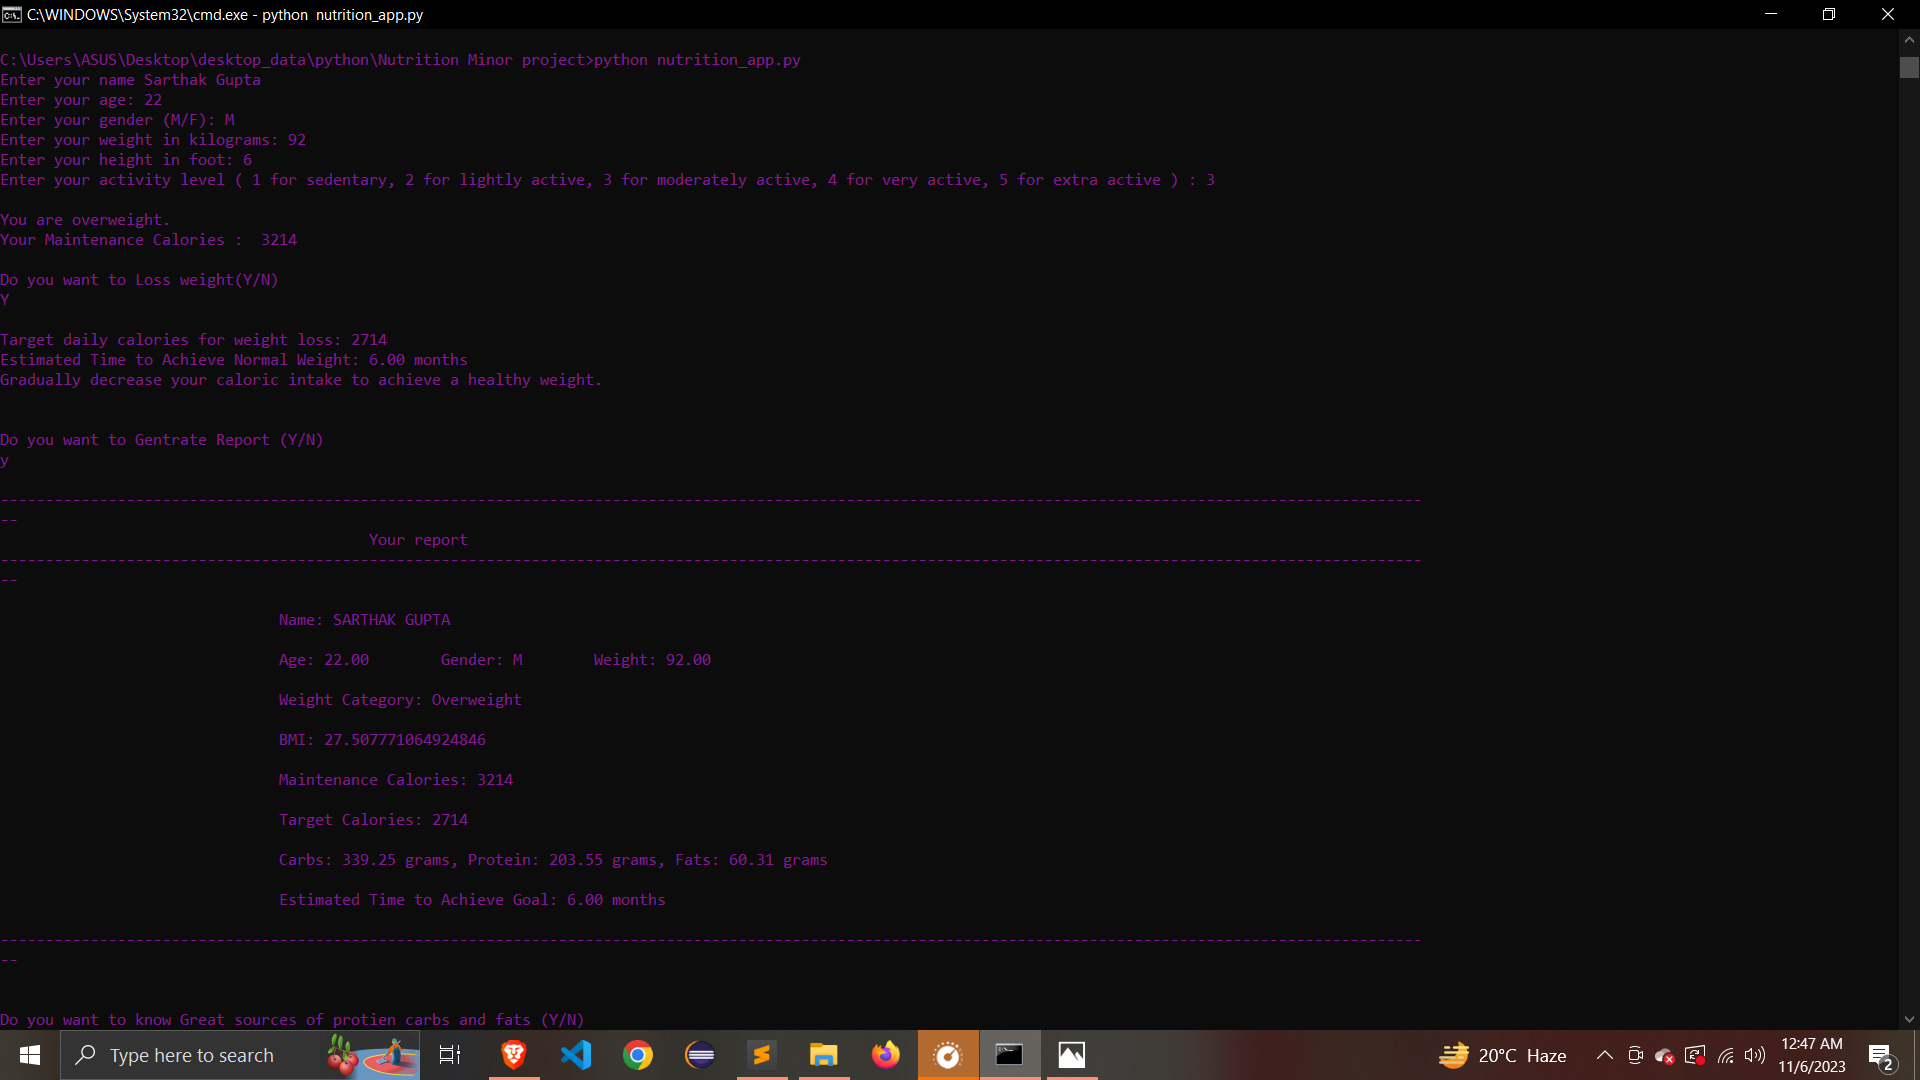 C:\WINDOWS\System32\cmd.exe - python  nutrition_app.py
C:\Users\ASUS\Desktop\desktop_data\python\Nutrition Minor project>python nutrition_app.py
Enter your name Sarthak Gupta
Enter your age: 22
Enter your gender (M/F): M
Enter your weight in kilograms: 92
Enter your height in foot: 6
Enter your activity level ( 1 for sedentary, 2 for lightly active, 3 for moderately active, 4 for very active, 5 for extra active ) : 3
You are overweight.
Your Maintenance Calories :  3214
Do you want to Loss weight(Y/N)
Y
Target daily calories for weight loss: 2714
Estimated Time to Achieve Normal Weight: 6.00 months
Gradually decrease your caloric intake to achieve a healthy weight.
Do you want to Gentrate Report (Y/N)
y
--------------------------------------------------------------------------------------------------------------------------------------------------------------
--
Your report
--------------------------------------------------------------------------------------------------------------------------------------------------------------
--
Name: SARTHAK GUPTA
Age: 22.00        Gender: M        Weight: 92.00
Weight Category: Overweight
BMI: 27.507771064924846
Maintenance Calories: 3214
Target Calories: 2714
Carbs: 339.25 grams, Protein: 203.55 grams, Fats: 60.31 grams
Estimated Time to Achieve Goal: 6.00 months
--------------------------------------------------------------------------------------------------------------------------------------------------------------
--
Do you want to know Great sources of protien carbs and fats (Y/N)
Type here to search
20°C  Haze
12:47 AM
11/6/2023
2